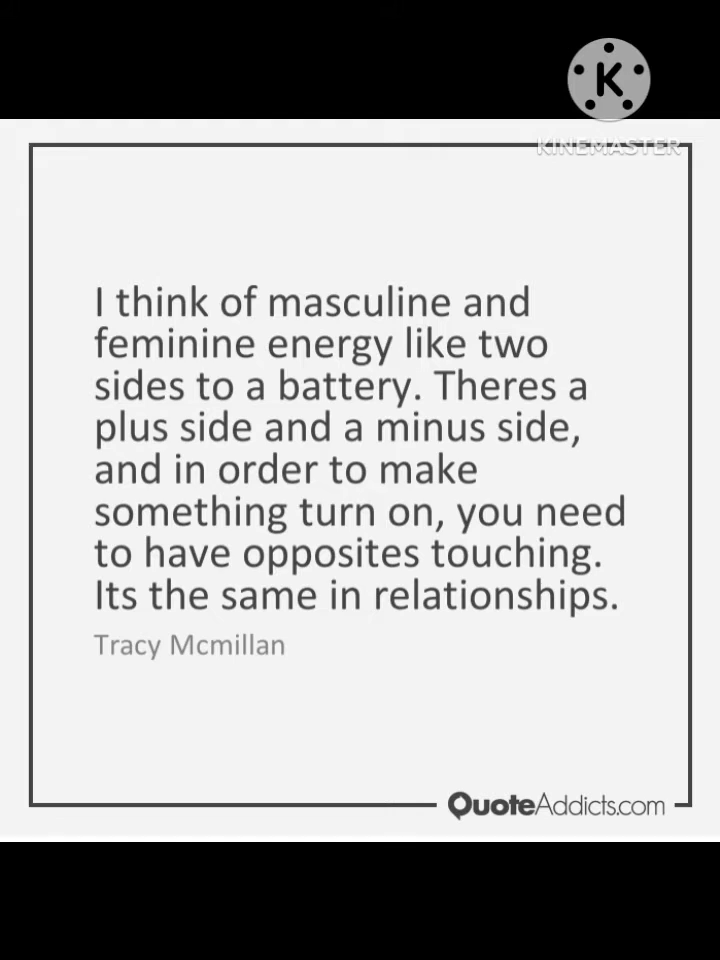 K
KINEMASTER
I think of masculine and
feminine energy like two
sides to a battery. Theres a
plus side and a minus side,
and in order to make
something turn on, you need
to have opposites touching.
Its the same in relationships.
Tracy Mcmillan
QuoteAddicts.com